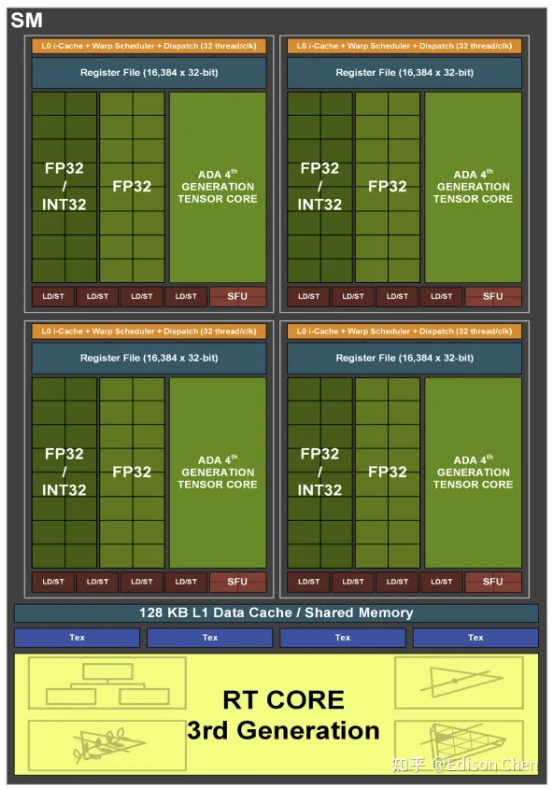 SM
L0 i-Cache + Warp Scheduler + Dispatch (32 thread/clk)
Register File (16,384 x 32-bit)
FP32
/
INT32
FP32
ADA 4th
GENERATION
TENSOR CORE
LD/ST LD/ST LD/ST LD/ST SFU
L0 i-Cache + Warp Scheduler + Dispatch (32 thread/clk)
Register File (16,384 x 32-bit)
FP32
/
INT32
FP32
ADA 4th
GENERATION
TENSOR CORE
LD/ST LD/ST LD/ST LD/ST SFU
L0 i-Cache + Warp Scheduler + Dispatch (32 thread/clk)
Register File (16,384 x 32-bit)
FP32
/
INT32
FP32
ADA 4th
GENERATION
TENSOR CORE
LD/ST LD/ST LD/ST LD/ST SFU
L0 i-Cache + Warp Scheduler + Dispatch (32 thread/clk)
Register File (16,384 x 32-bit)
FP32
/
INT32
FP32
ADA 4th
GENERATION
TENSOR CORE
LD/ST LD/ST LD/ST LD/ST SFU
128 KB L1 Data Cache / Shared Memory
Tex Tex Tex Tex
RT CORE
3rd Generation
知乎 @Edison Chen